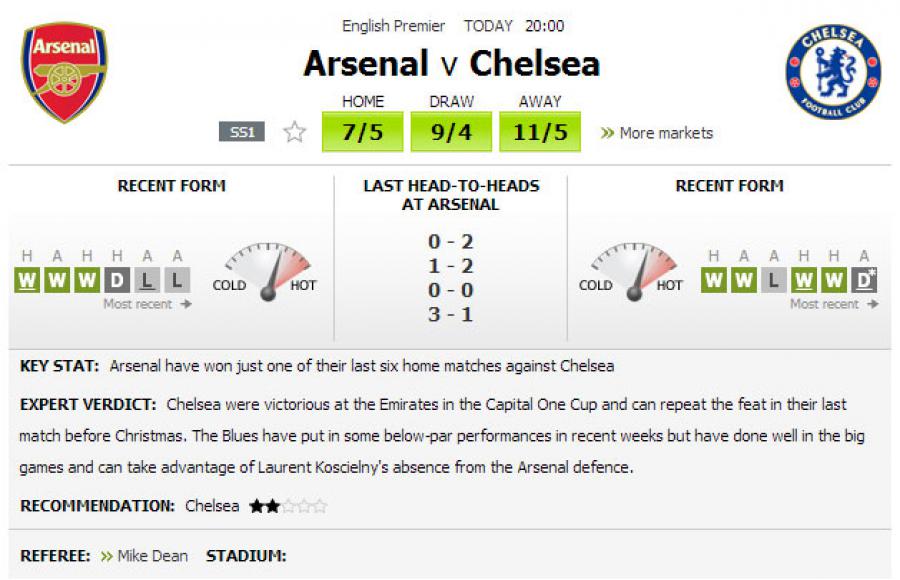 English Premier TODAY 20:00
Arsenal
Arsenal v Chelsea
CHELSEA
FOOTBALL CLUB
HOME DRAW AWAY
SS1 7/5 9/4 11/5 » More markets
RECENT FORM
H A H H A A
W W W D L L
Most recent
COLD HOT
LAST HEAD-TO-HEADS
AT ARSENAL
0 - 2
1 - 2
0 - 0
3 - 1
RECENT FORM
H A A H H A
W W L W W D*
Most recent
COLD HOT
KEY STAT: Arsenal have won just one of their last six home matches against Chelsea
EXPERT VERDICT: Chelsea were victorious at the Emirates in the Capital One Cup and can repeat the feat in their last
match before Christmas. The Blues have put in some below-par performances in recent weeks but have done well in the big
games and can take advantage of Laurent Koscielny's absence from the Arsenal defence.
RECOMMENDATION: Chelsea ★★☆☆☆
REFEREE: » Mike Dean STADIUM: